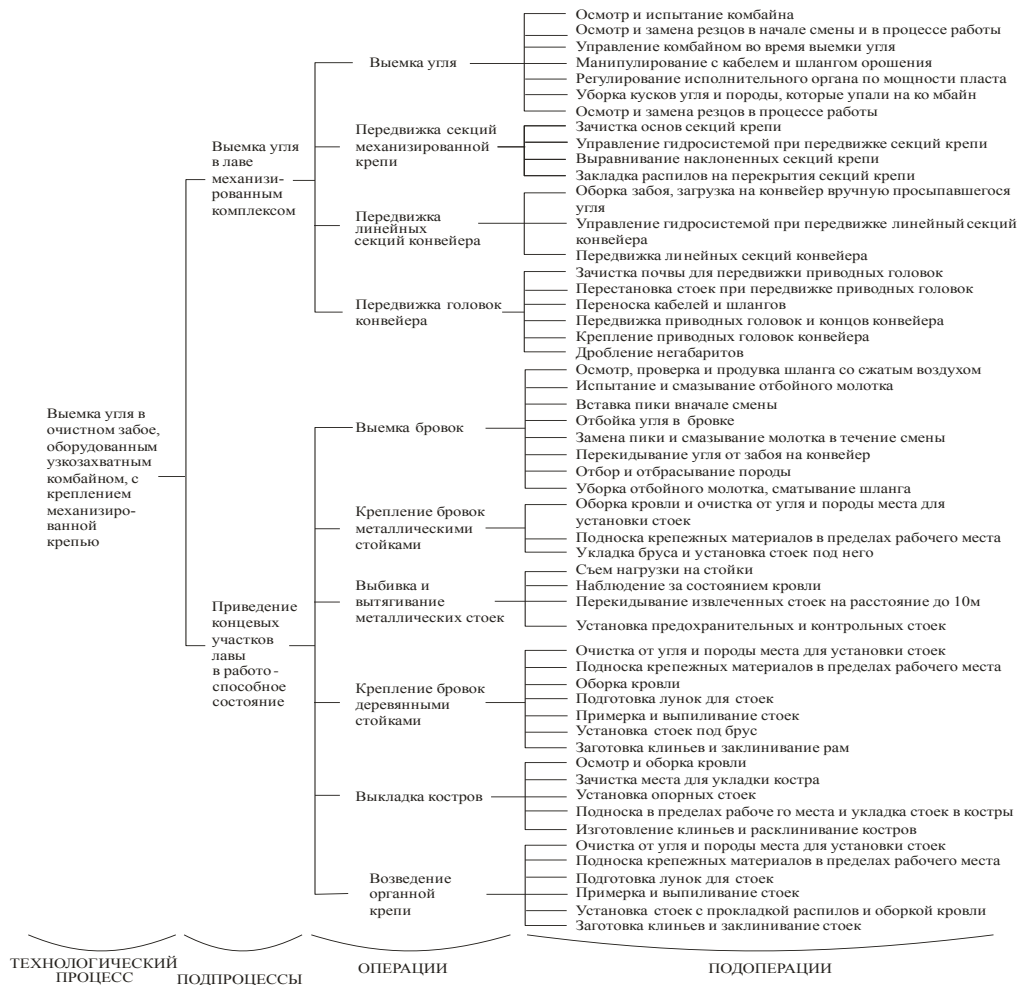 Выемка угля в
очистном забое,
оборудованным
узкозахватным
комбайном, с
креплением
механизиро-
ванной
крепью
Выемка угля
в лаве
механизи-
рованным
комплексом
Выемка угля
Осмотр и испытание комбайна
Осмотр и замена резцов в начале смены и в процессе работы
Управление комбайном во время выемки угля
Манипулирование с кабелем и шлангом орошения
Регулирование исполнительного органа по мощности пласта
Уборка кусков угля и породы, которые упали на ко мбайн
Осмотр и замена резцов в процессе работы
Передвижка секций
механизированной
крепи
Зачистка основ секций крепи
Управление гидросистемой при передвижке секций крепи
Выравнивание наклоненных секций крепи
Закладка распилов на перекрытия секций крепи
Передвижка
линейных
секций конвейера
Оборка забоя, загрузка на конвейер вручную просыпавшегося
угля
Управление гидросистемой при передвижке линейный секций
конвейера
Передвижка линейных секций конвейера
Передвижка головок
конвейера
Зачистка почвы для передвижки приводных головок
Перестановка стоек при передвижке приводных головок
Переноска кабелей и шлангов
Передвижка приводных головок и концов конвейера
Крепление приводных головок конвейера
Дробление негабаритов
Приведение
концевых
участков
лавы
в работо-
способное
состояние
Выемка бровок
Осмотр, проверка и продувка шланга со сжатым воздухом
Испытание и смазывание отбойного молотка
Вставка пики вначале смены
Отбойка угля в бровке
Замена пики и смазывание молотка в течение смены
Перекидывание угля от забоя на конвейер
Отбор и отбрасывание породы
Уборка отбойного молотка, сматывание шланга
Крепление бровок
металлическими
стойками
Оборка кровли и очистка от угля и породы места для
установки стоек
Подноска крепежных материалов в пределах рабочего места
Укладка бруса и установка стоек под него
Выбивка и
вытягивание
металлических стоек
Съем нагрузки на стойки
Наблюдение за состоянием кровли
Перекидывание извлеченных стоек на расстояние до 10м
Установка предохранительных и контрольных стоек
Крепление бровок
деревянными
стойками
Очистка от угля и породы места для установки стоек
Подноска крепежных материалов в пределах рабочего места
Оборка кровли
Подготовка лунок для стоек
Примерка и выпиливание стоек
Установка стоек под брус
Заготовка клиньев и заклинивание рам
Выкладка костров
Осмотр и оборка кровли
Зачистка места для укладки костра
Установка опорных стоек
Подноска в пределах рабоче го места и укладка стоек в костры
Изготовление клиньев и расклинивание костров
Возведение
органной
крепи
Очистка от угля и породы места для установки стоек
Подноска крепежных материалов в пределах рабочего места
Подготовка лунок для стоек
Примерка и выпиливание стоек
Установка стоек с прокладкой распилов и оборкой кровли
Заготовка клиньев и заклинивание стоек
ТЕХНОЛОГИЧЕСКИЙ
ПРОЦЕСС
ПОДПРОЦЕССЫ
ОПЕРАЦИИ
ПОДОПЕРАЦИИ